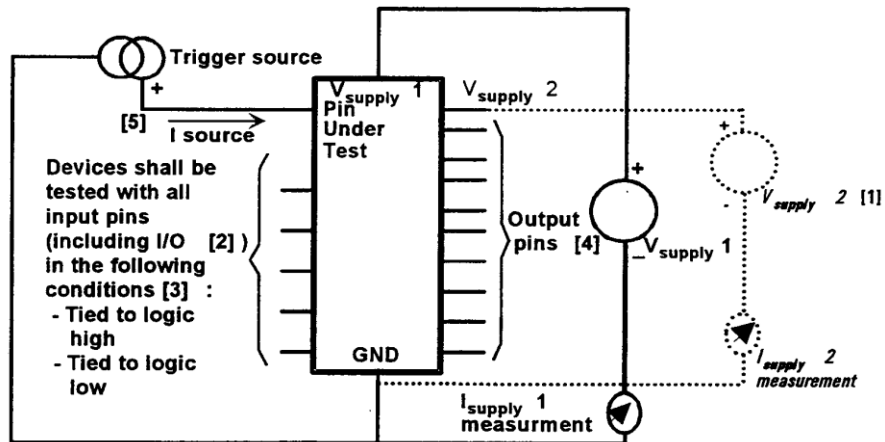 Trigger source
+
[5]
I source
V supply 1
Pin
Under
Test
V supply 2
Devices shall be
tested with all
input pins
(including I/O [2] )
in the following
conditions [3] :
- Tied to logic
high
- Tied to logic
low
GND
Output
pins [4]
+
_
V supply 1
+
-
V supply 2 [1]
I supply 2
measurement
I supply 1
measurment